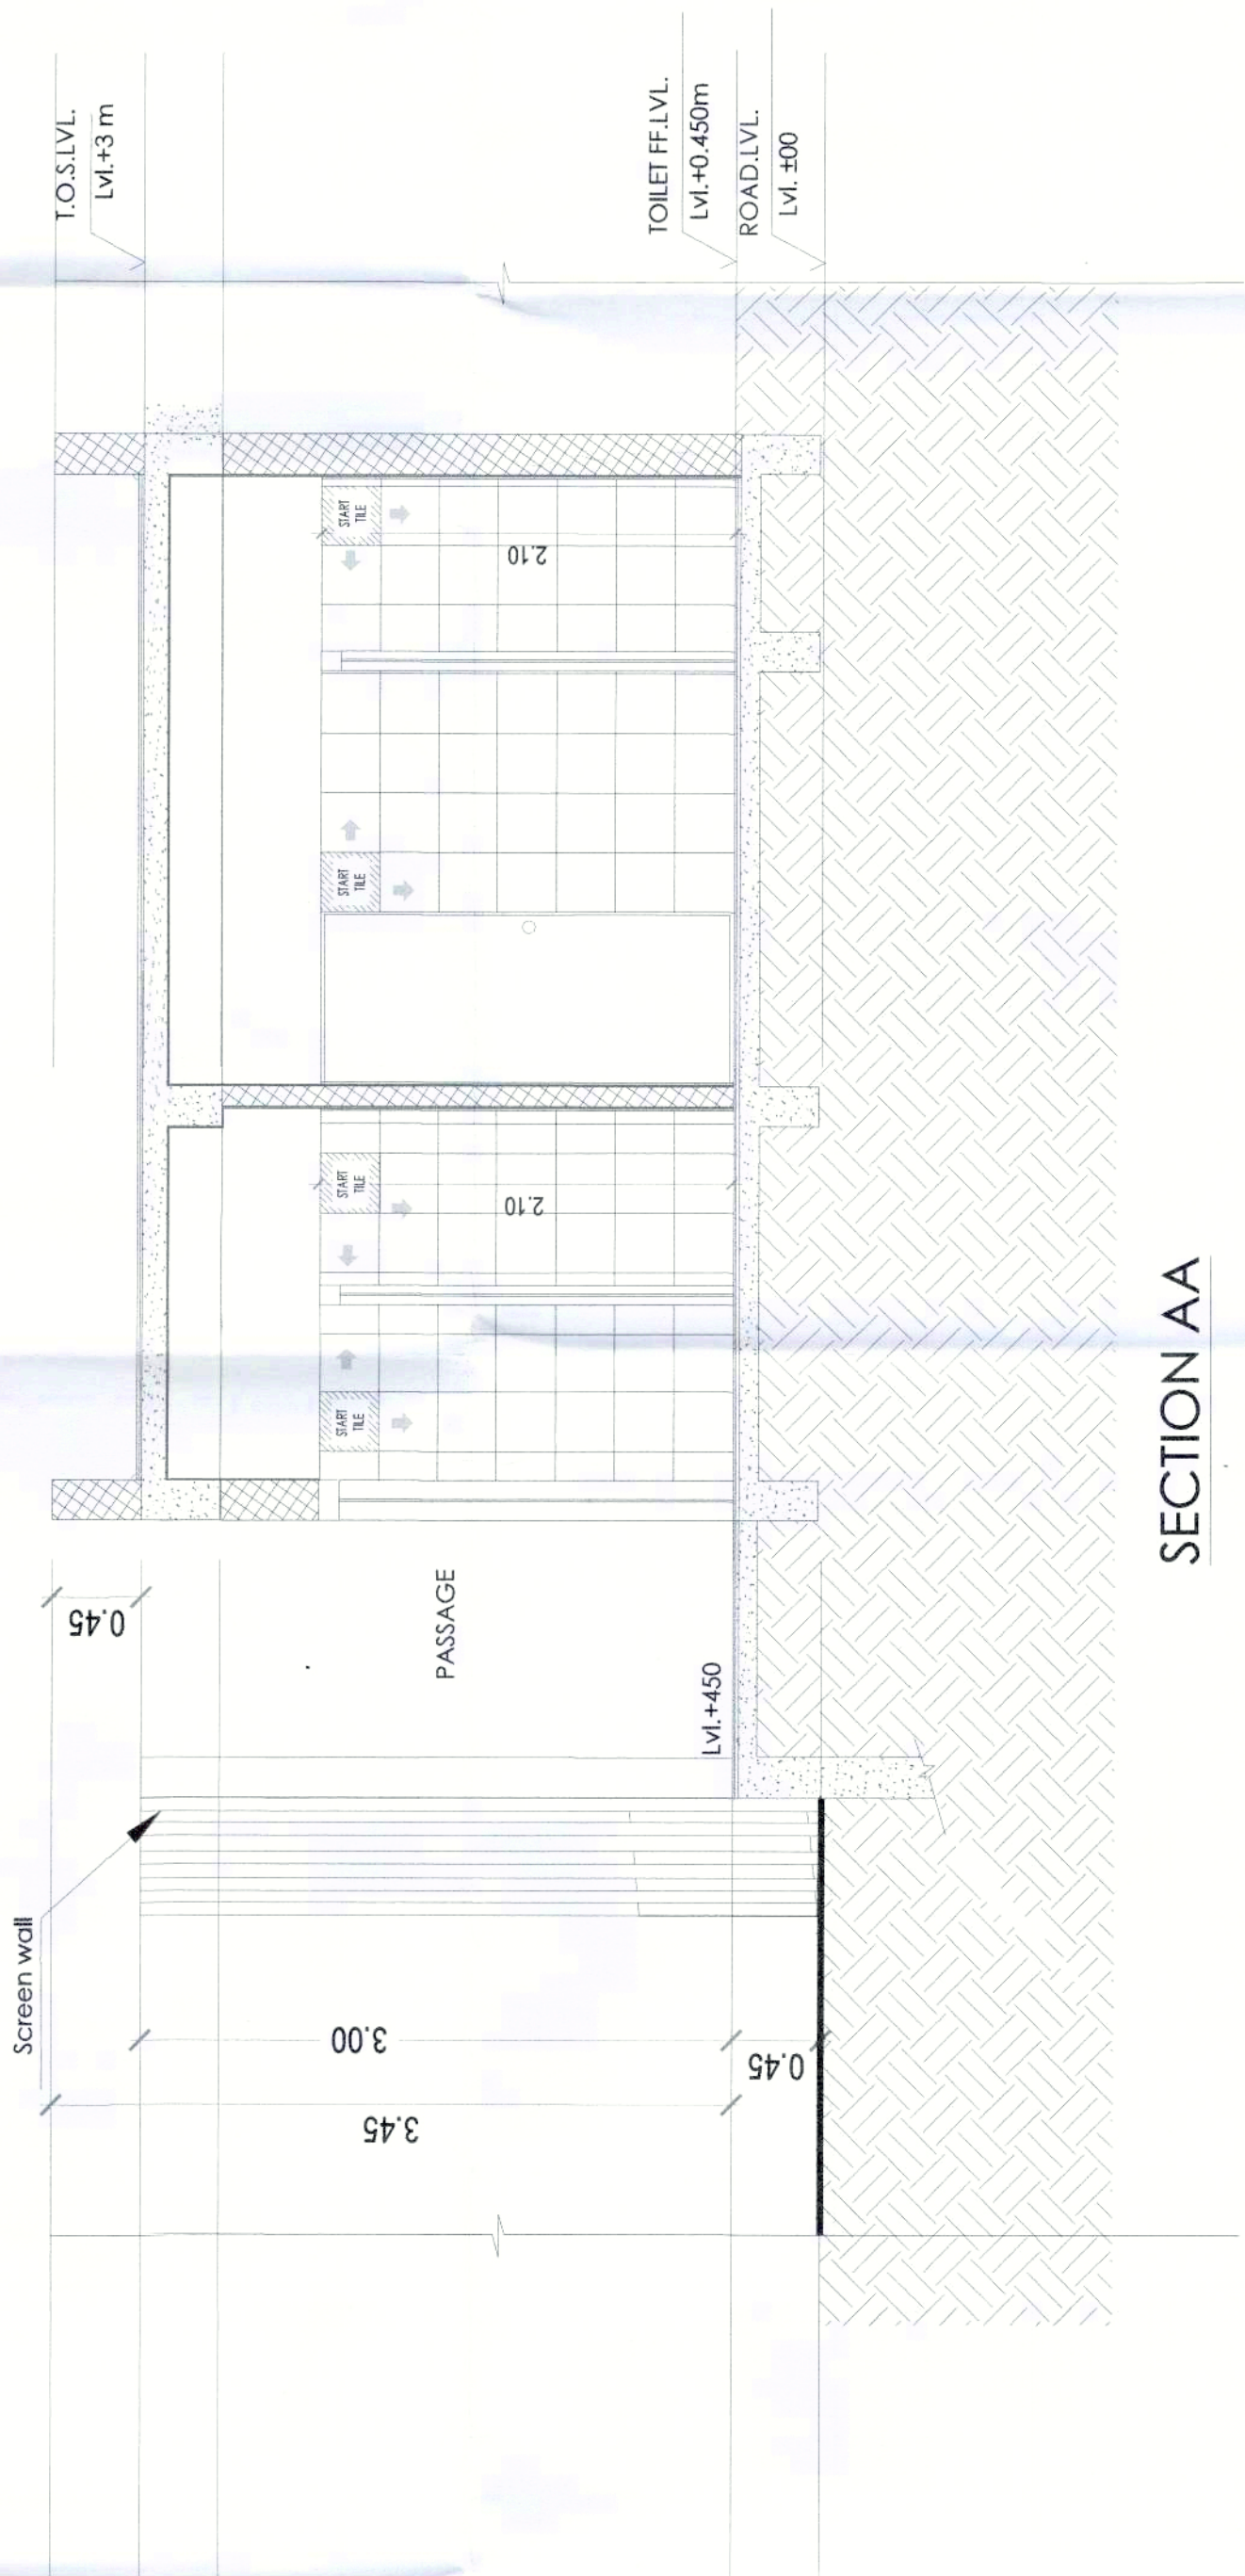 Screen wall
T.O.S.LVL.
Lvl.+3 m
0.45
3.45
3.00
PASSAGE
START
TILE
START
TILE
START
TILE
START
TILE
2.10
2.10
TOILET FF.LVL.
Lvl.+0.450m
Lvl.+450
0.45
ROAD.LVL.
Lvl. ±00
SECTION AA